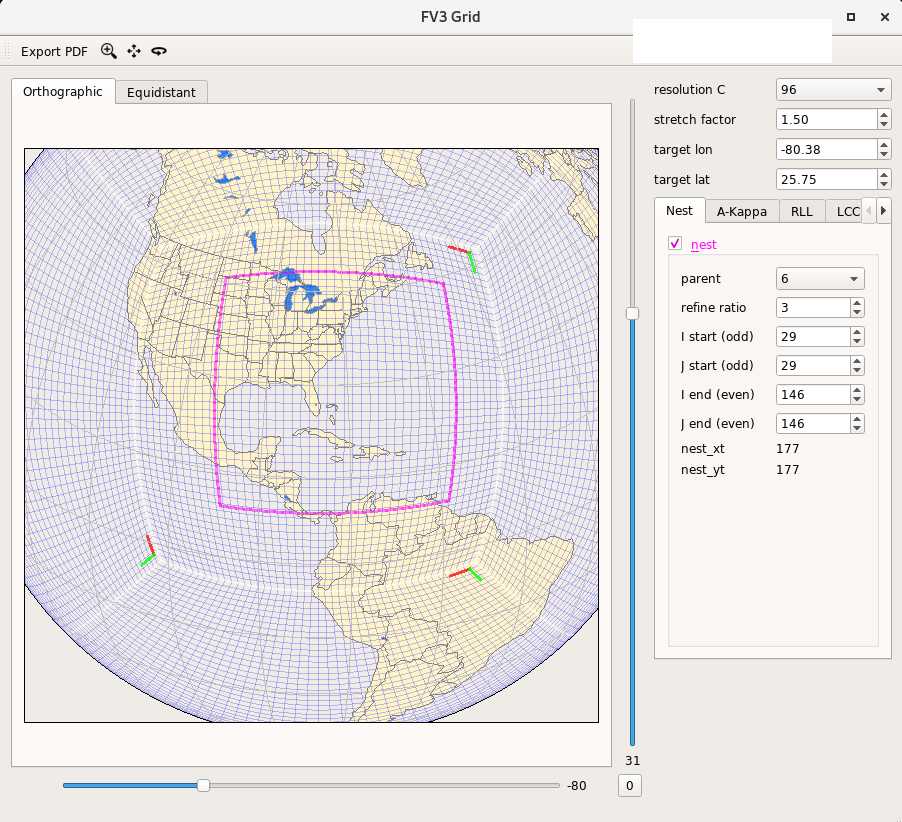 FV3 Grid
Export PDF
Orthographic
Equidistant
resolution C 96
stretch factor 1.50
target lon -80.38
target lat 25.75
Nest A-Kappa RLL LCC
nest
parent 6
refine ratio 3
I start (odd) 29
J start (odd) 29
I end (even) 146
J end (even) 146
nest_xt 177
nest_yt 177
31
-80
0